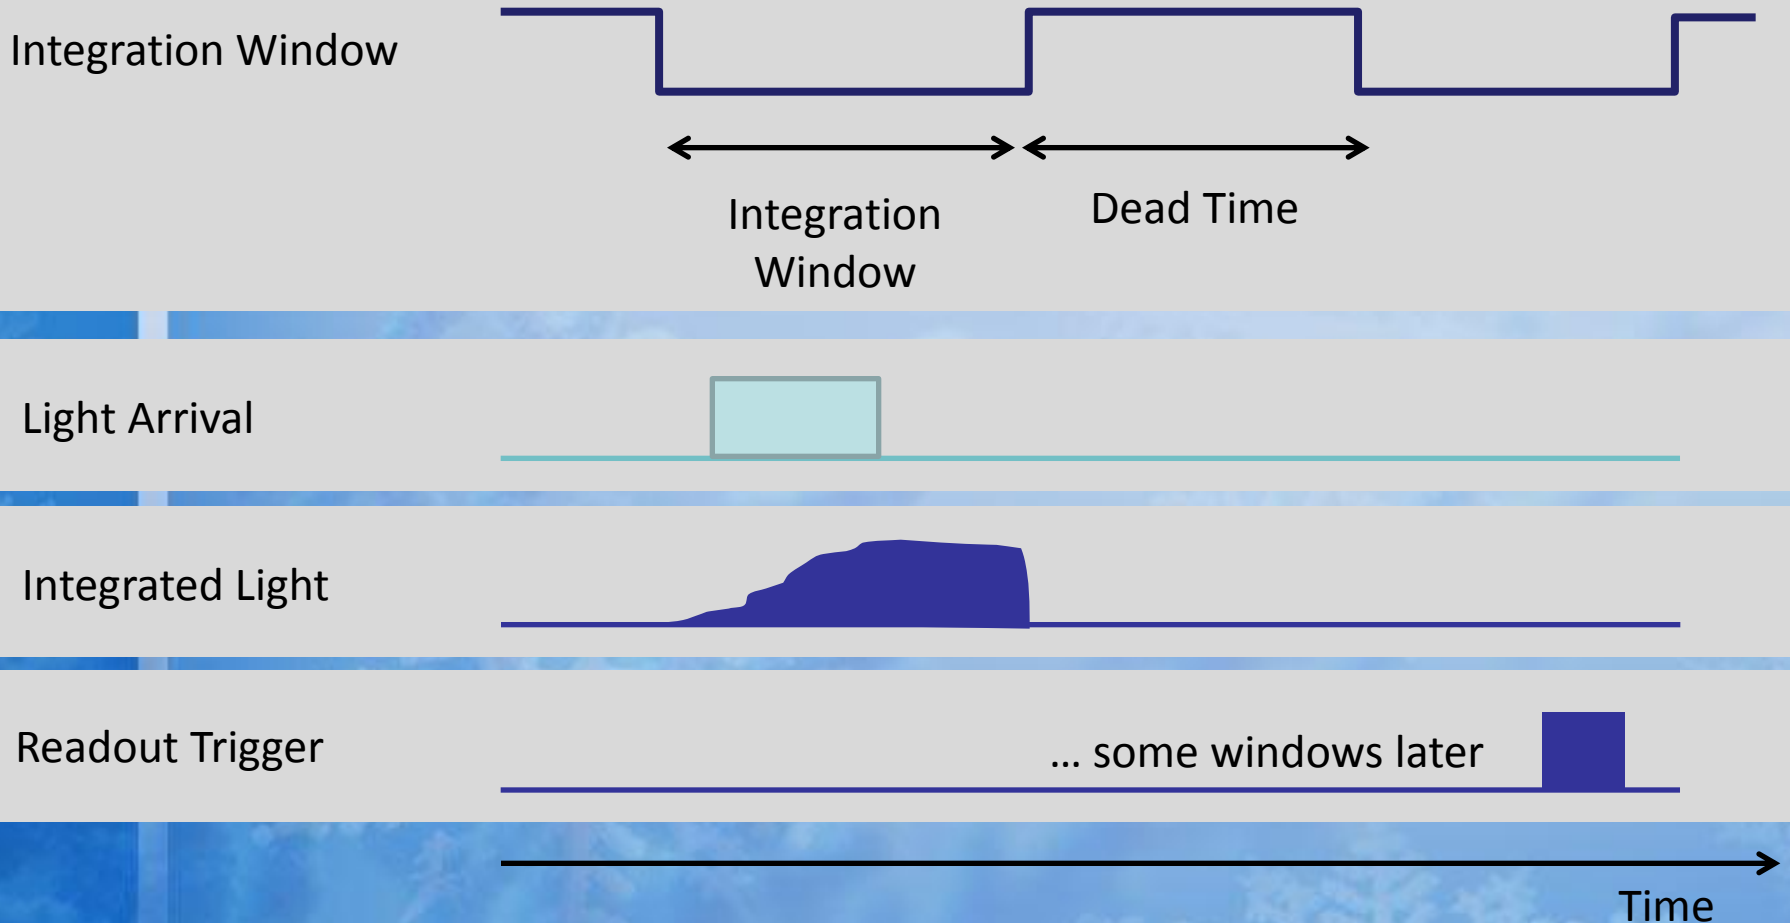 Integration Window
Integration
Window
Dead Time
Light Arrival
Integrated Light
Readout Trigger
... some windows later
Time